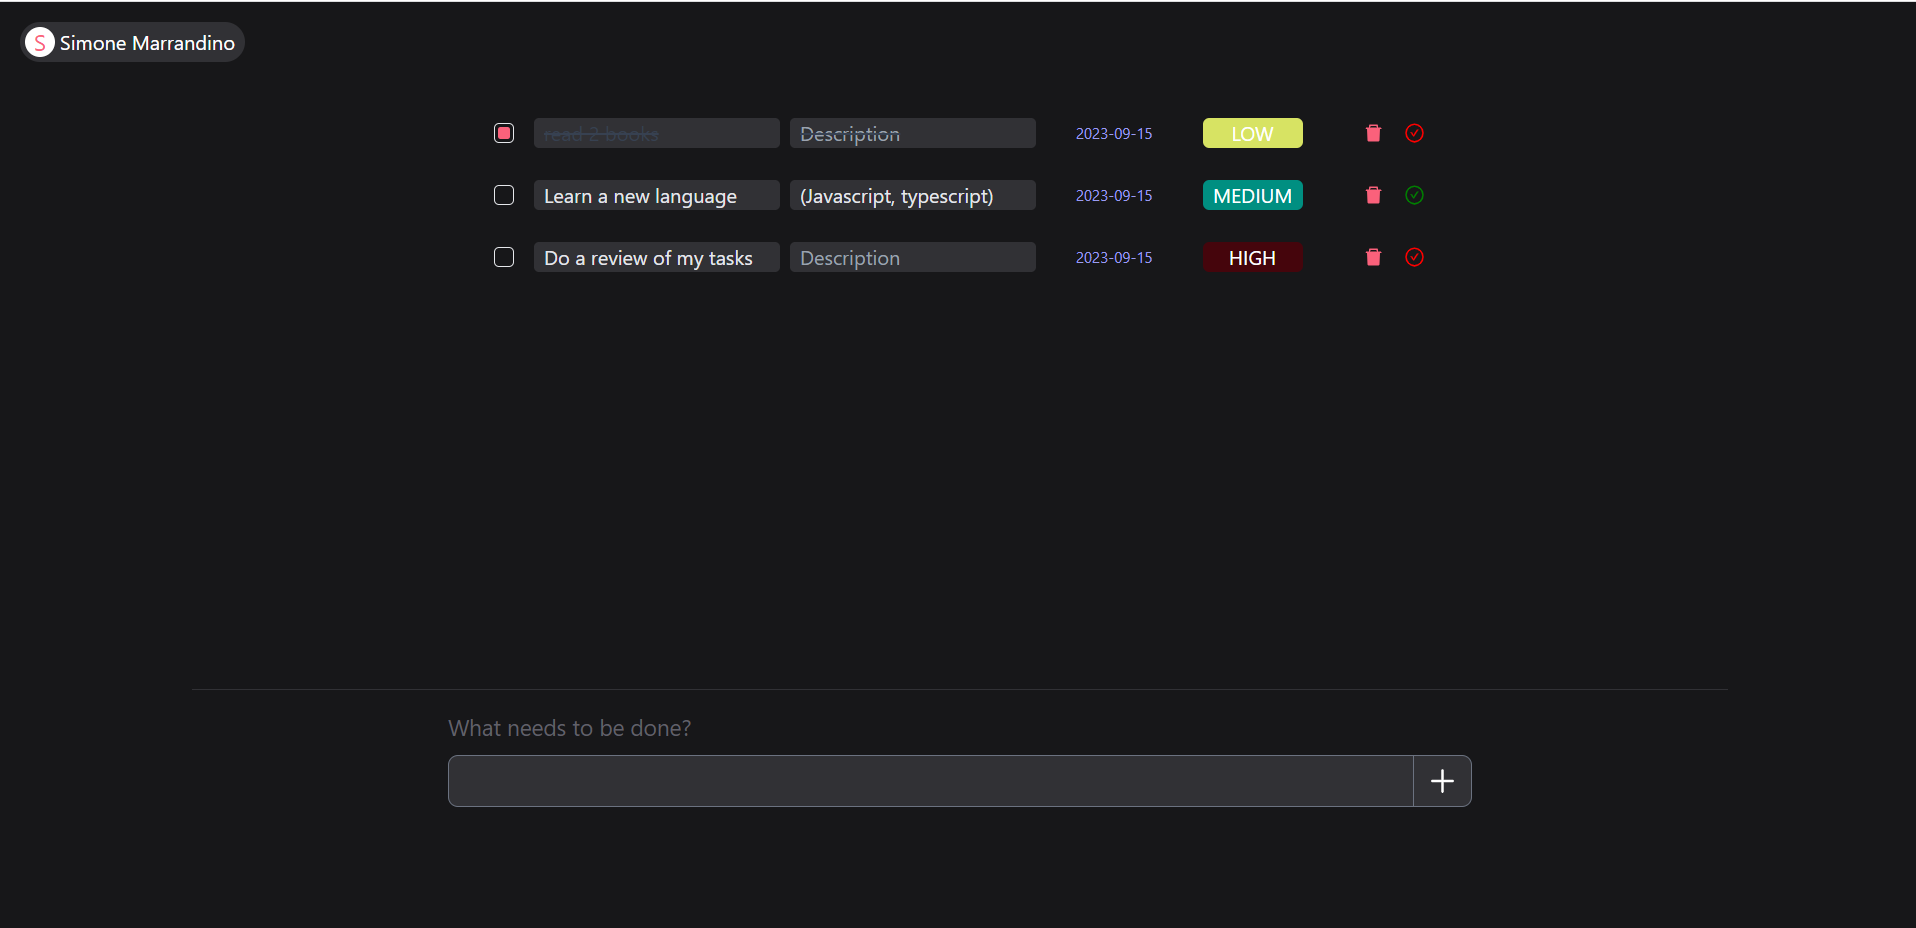 S Simone Marrandino
read 2 books Description 2023-09-15 LOW
Learn a new language (Javascript, typescript) 2023-09-15 MEDIUM
Do a review of my tasks Description 2023-09-15 HIGH
What needs to be done?